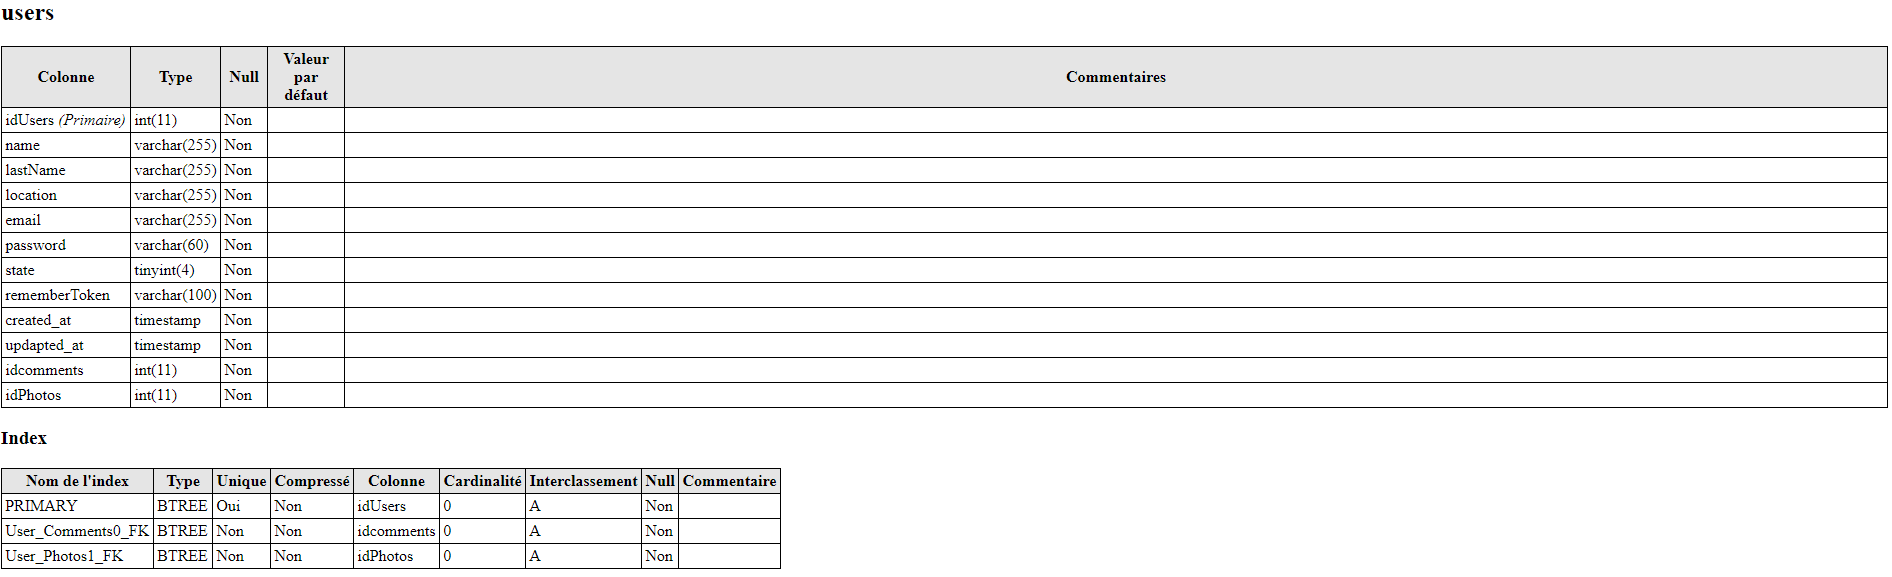 users
Colonne Type Null Valeur par défaut Commentaires
idUsers (Primaire) int(11) Non
name varchar(255) Non
lastName varchar(255) Non
location varchar(255) Non
email varchar(255) Non
password varchar(60) Non
state tinyint(4) Non
rememberToken varchar(100) Non
created_at timestamp Non
updapted_at timestamp Non
idcomments int(11) Non
idPhotos int(11) Non
Index
Nom de l'index Type Unique Compressé Colonne Cardinalité Interclassement Null Commentaire
PRIMARY BTREE Oui Non idUsers 0 A Non
User_Comments0_FK BTREE Non Non idcomments 0 A Non
User_Photos1_FK BTREE Non Non idPhotos 0 A Non